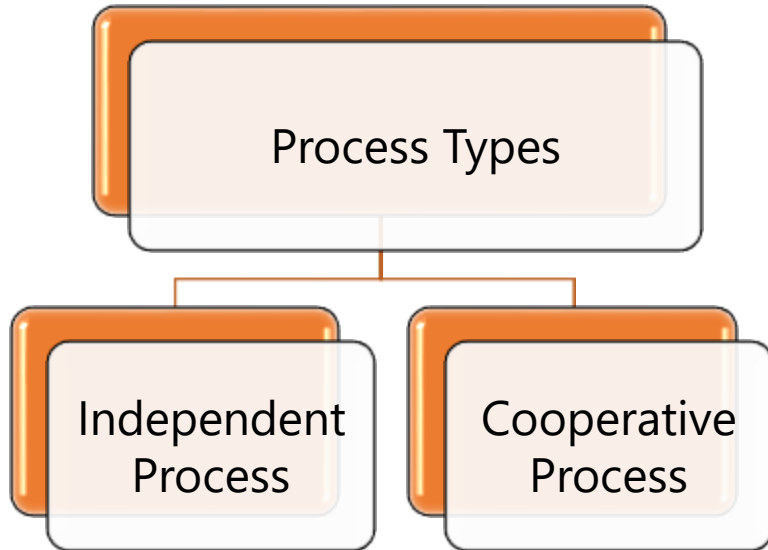 Process Types
Independent
Process
Cooperative
Process